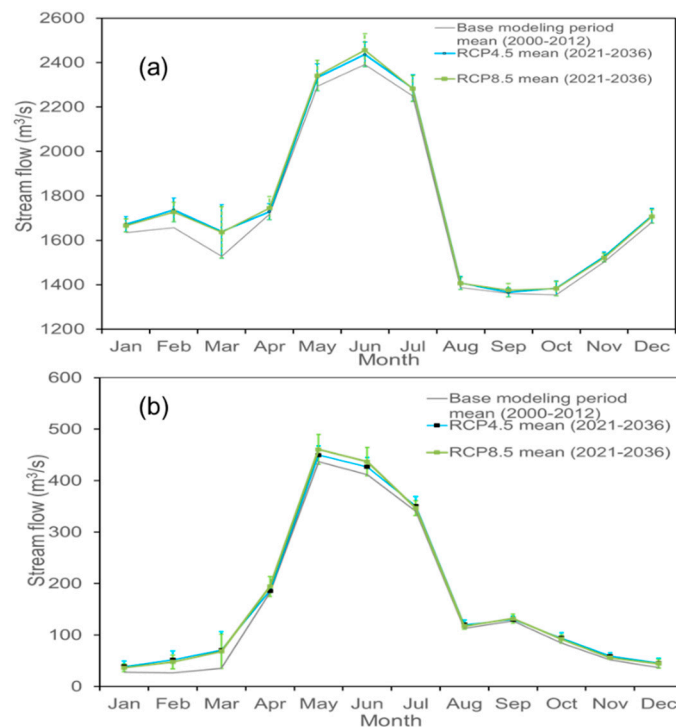 2600
2400
2200
2000
1800
1600
1400
1200
Stream flow (m³/s)
(a)
Base modeling period
mean (2000-2012)
RCP4.5 mean (2021-2036)
RCP8.5 mean (2021-2036)
Jan Feb Mar Apr May Jun Jul Aug Sep Oct Nov Dec
Month
600
500
400
300
200
100
0
Stream flow (m³/s)
(b)
Base modeling period
mean (2000-2012)
RCP4.5 mean (2021-2036)
RCP8.5 mean (2021-2036)
Jan Feb Mar Apr May Jun Jul Aug Sep Oct Nov Dec
Month